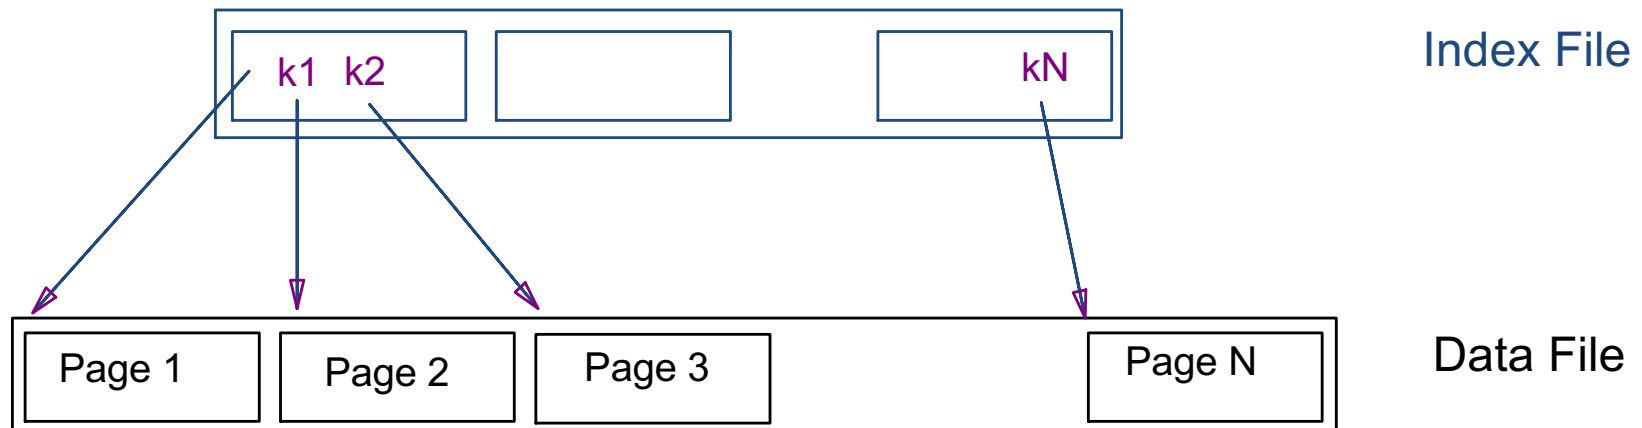 k1 k2 kN Index File
Page 1 Page 2 Page 3 Page N Data File